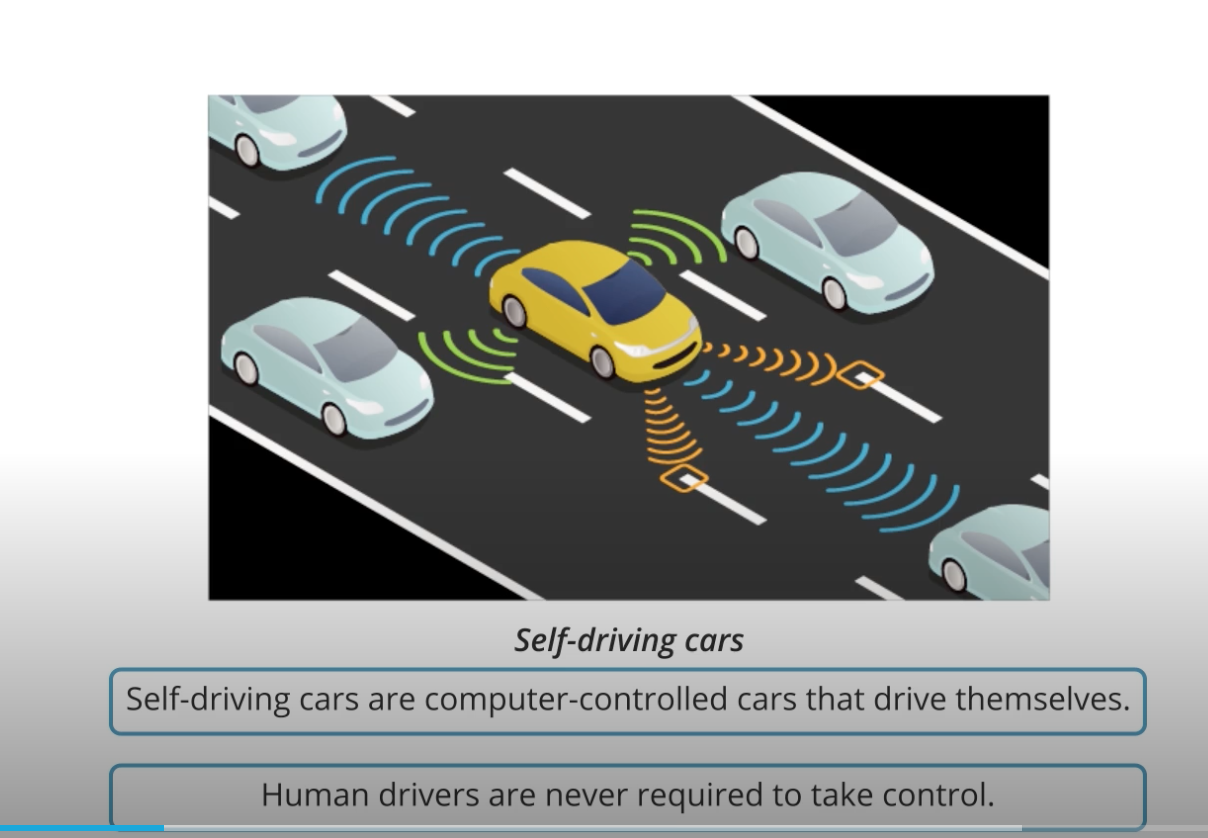 Self-driving cars
Self-driving cars are computer-controlled cars that drive themselves.
Human drivers are never required to take control.